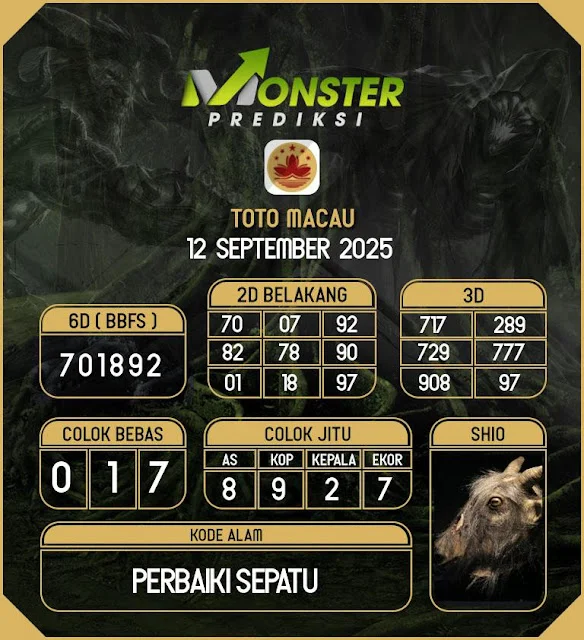 MONSTER
PREDIKSI
TOTO MACAU
12 SEPTEMBER 2025
6D ( BBFS )
701892
2D BELAKANG
70 07 92
82 78 90
01 18 97
3D
717 289
729 777
908 97
COLOK BEBAS
0 1 7
COLOK JITU
AS KOP KEPALA EKOR
8 9 2 7
SHIO
KODE ALAM
PERBAIKI SEPATU